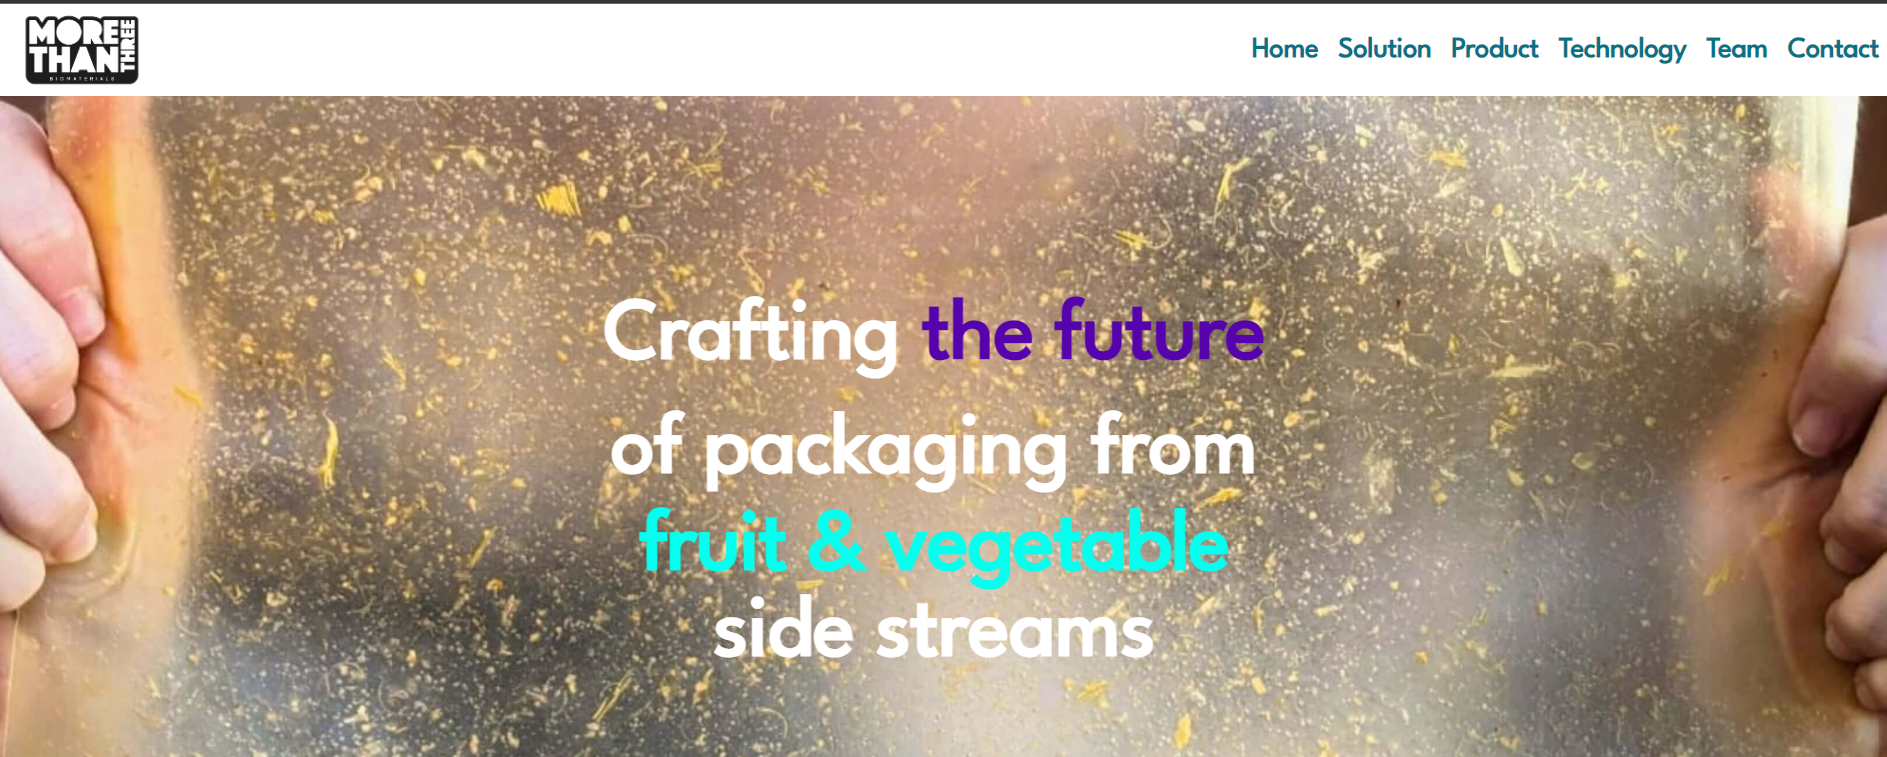 MORE
THAN
THREE
BIOMATERIALS
Home Solution Product Technology Team Contact
Crafting the future
of packaging from
fruit & vegetable
side streams